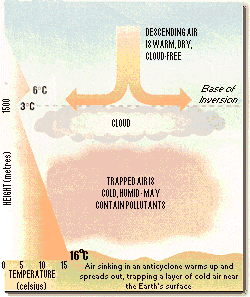 DESCENDING AIR
IS WARM, DRY,
CLOUD-FREE
6°C
3°C
Base of
Inversion
1500
CLOUD
HEIGHT (metres)
TRAPPED AIR IS
COLD, HUMID - MAY
CONTAIN POLLUTANTS
16°C
0 5 10 15
TEMPERATURE
(celsius)
Air sinking in an anticyclone warms up and
spreads out, trapping a layer of cold air near
the Earth's surface